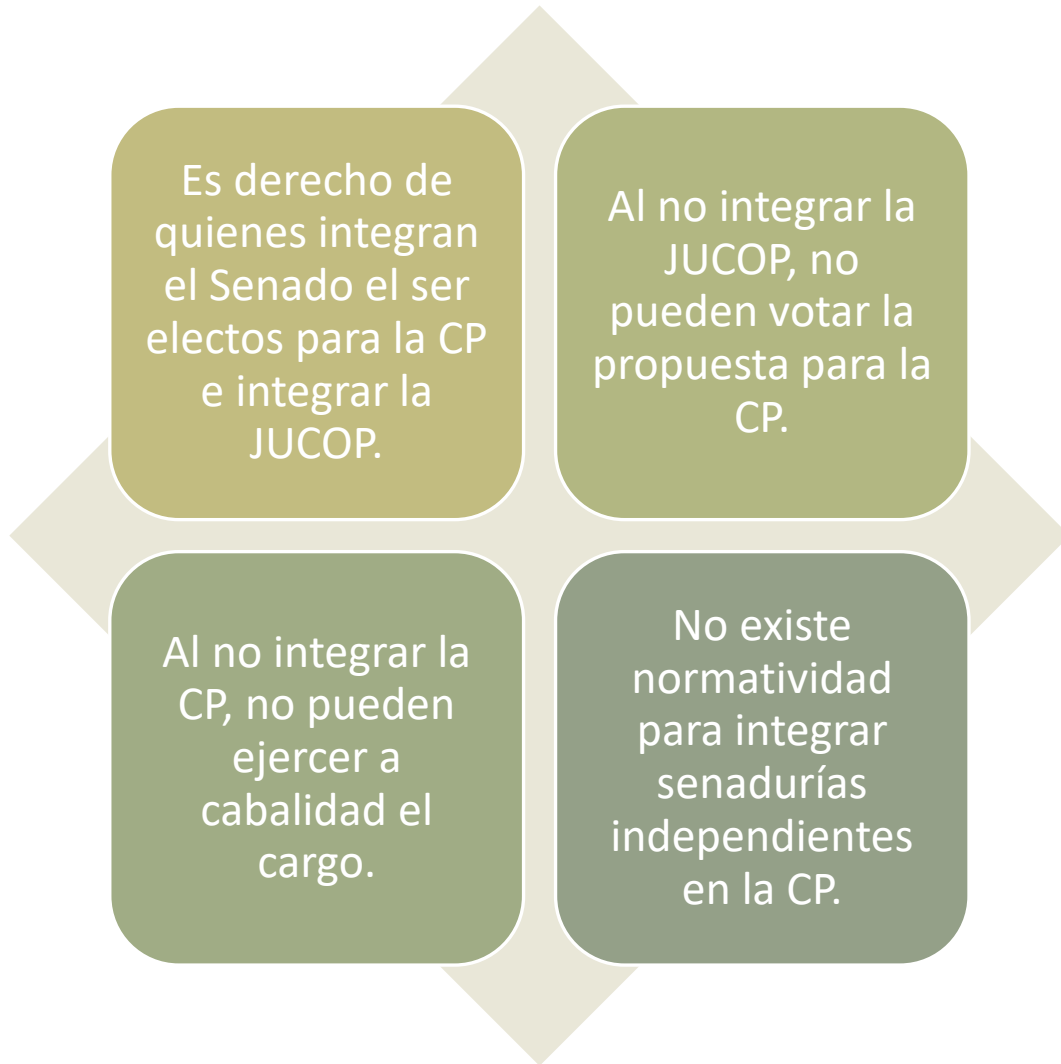 Es derecho de
quienes integran
el Senado el ser
electos para la CP
e integrar la
JUCOP.
Al no integrar la
JUCOP, no
pueden votar la
propuesta para la
CP.
Al no integrar la
CP, no pueden
ejercer a
cabalidad el
cargo.
No existe
normatividad
para integrar
senadurías
independientes
en la CP.